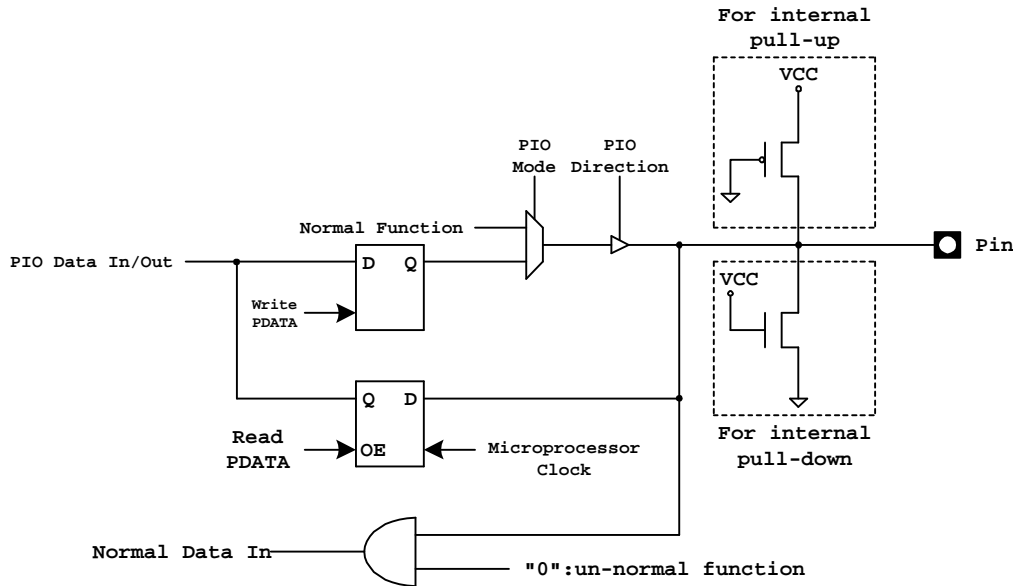 For internal
pull-up
VCC
PIO
Mode
PIO
Direction
Normal Function
PIO Data In/Out
D
Q
Pin
Write
PDATA
VCC
Q
D
Read
PDATA
OE
Microprocessor
Clock
For internal
pull-down
Normal Data In
"0":un-normal function